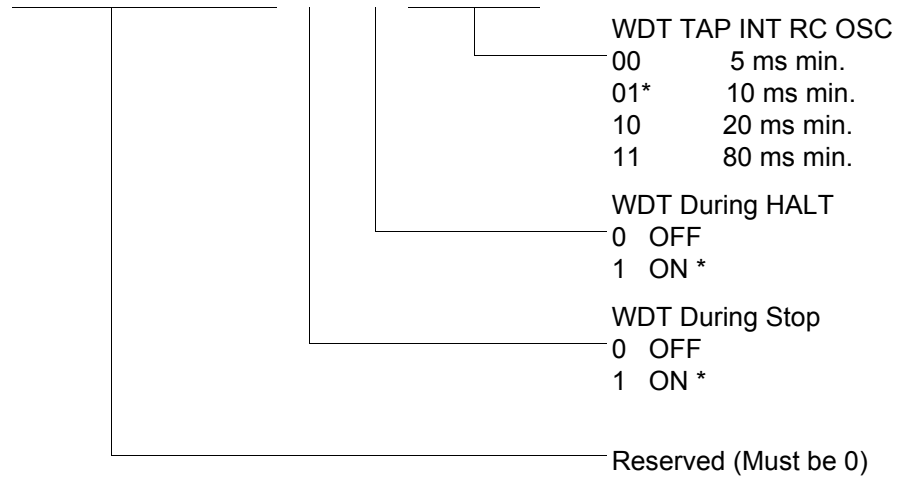 WDT TAP INT RC OSC
00 5 ms min.
01* 10 ms min.
10 20 ms min.
11 80 ms min.
WDT During HALT
0 OFF
1 ON *
WDT During Stop
0 OFF
1 ON *
Reserved (Must be 0)